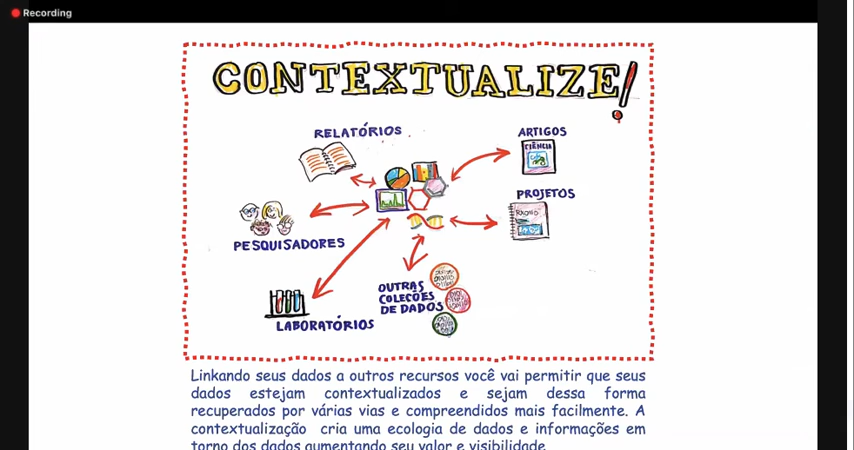 Recording
CONTEXTUALIZE!
RELATÓRIOS
ARTIGOS
CIÊNCIA
PROJETOS
PESQUISADORES
OUTRAS
COLEÇÕES
DE DADOS
LABORATÓRIOS
Linkando seus dados a outros recursos você vai permitir que seus
dados estejam contextualizados e sejam dessa forma
recuperados por várias vias e compreendidos mais facilmente. A
contextualização cria uma ecologia de dados e informações em
torno dos dados aumentando seu valor e visibilidade